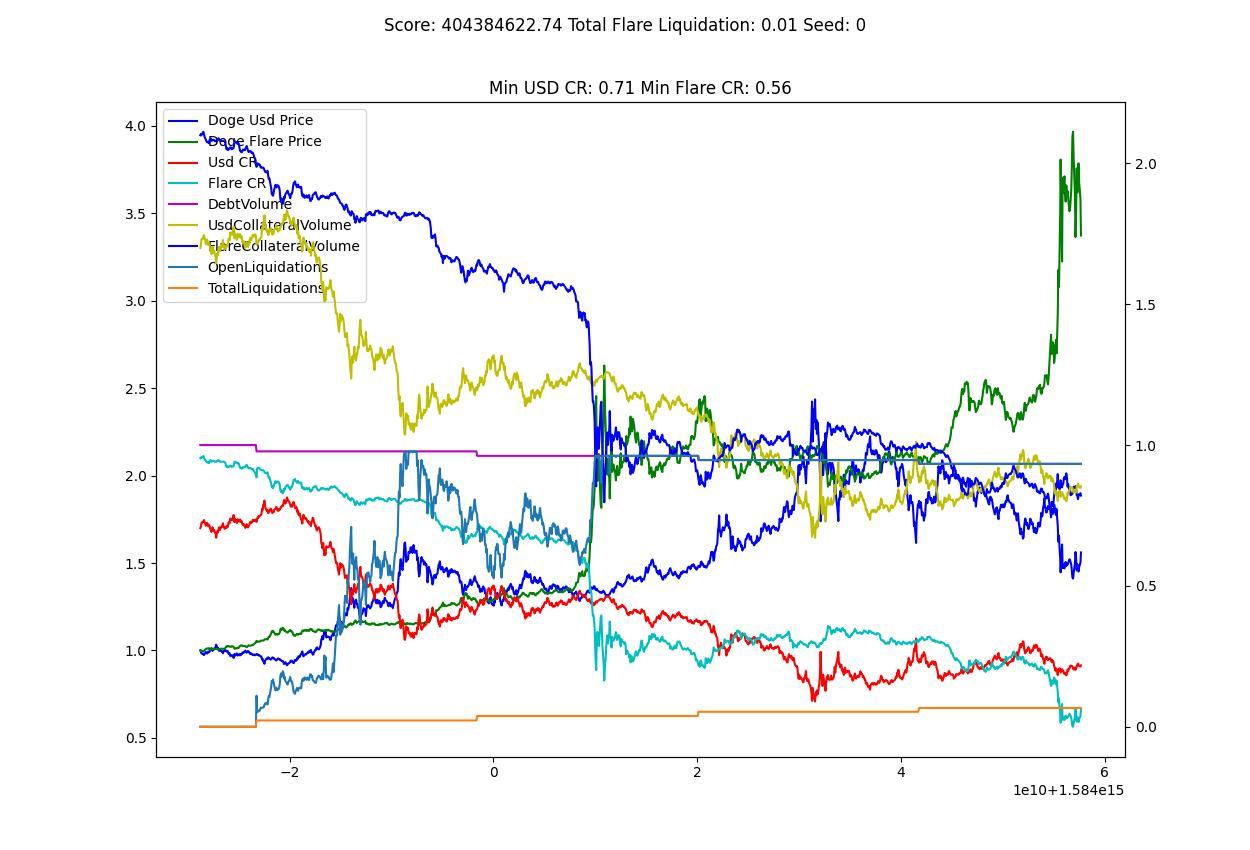 Score: 404384622.74 Total Flare Liquidation: 0.01 Seed: 0
Min USD CR: 0.71 Min Flare CR: 0.56
Doge Usd Price
Doge Flare Price
Usd CR
Flare CR
DebtVolume
UsdCollateralVolume
FlareCollateralVolume
OpenLiquidations
TotalLiquidations
4.0
3.5
3.0
2.5
2.0
1.5
1.0
0.5
2.0
1.5
1.0
0.5
0.0
−2
0
2
4
6
1e10+1.584e15